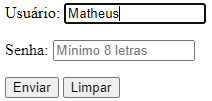 Usuário: Matheus
Senha: Mínimo 8 letras
Enviar Limpar